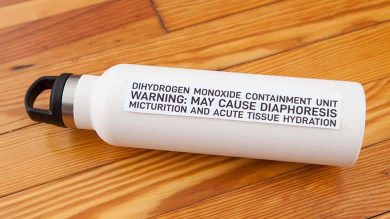 DIHYDROGEN MONOXIDE CONTAINMENT UNIT
WARNING: MAY CAUSE DIAPHORESIS
MICTURITION AND ACUTE TISSUE HYDRATION